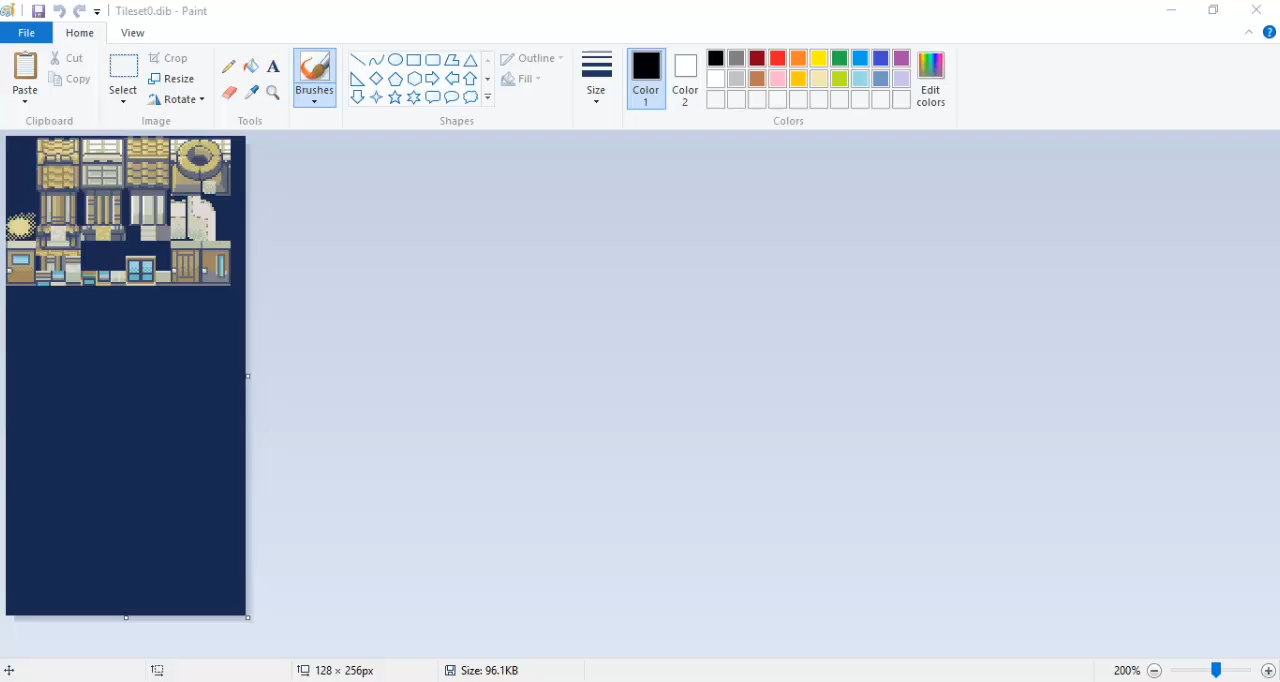 Tileset0.dib - Paint
File
Home
View
Paste
Cut
Copy
Clipboard
Select
Crop
Resize
Rotate
Image
A
Tools
Brushes
Shapes
Outline
Fill
Size
Color
1
Color
2
Colors
Edit
colors
128 × 256px
Size: 96.1KB
200%